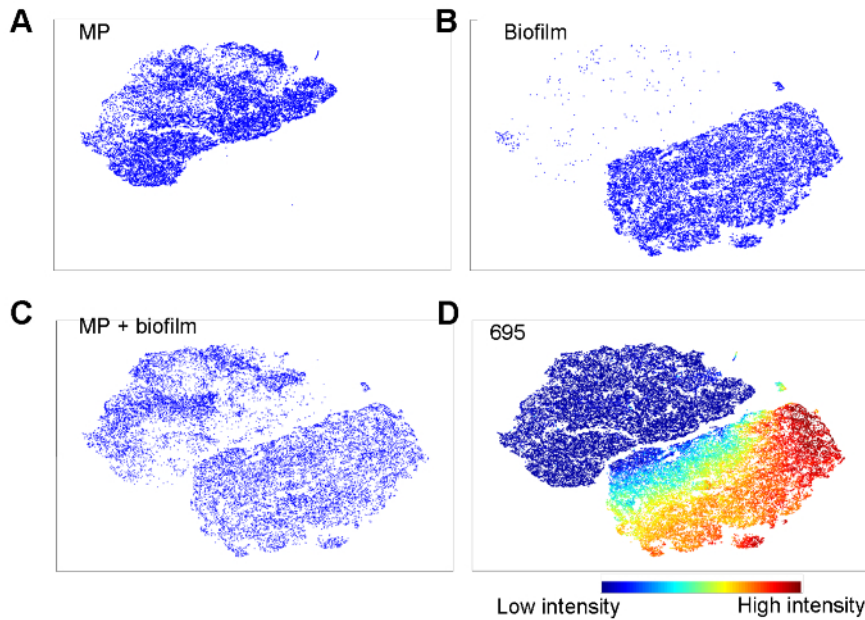 A
MP
B
Biofilm
C
MP + biofilm
D
695
Low intensity
High intensity